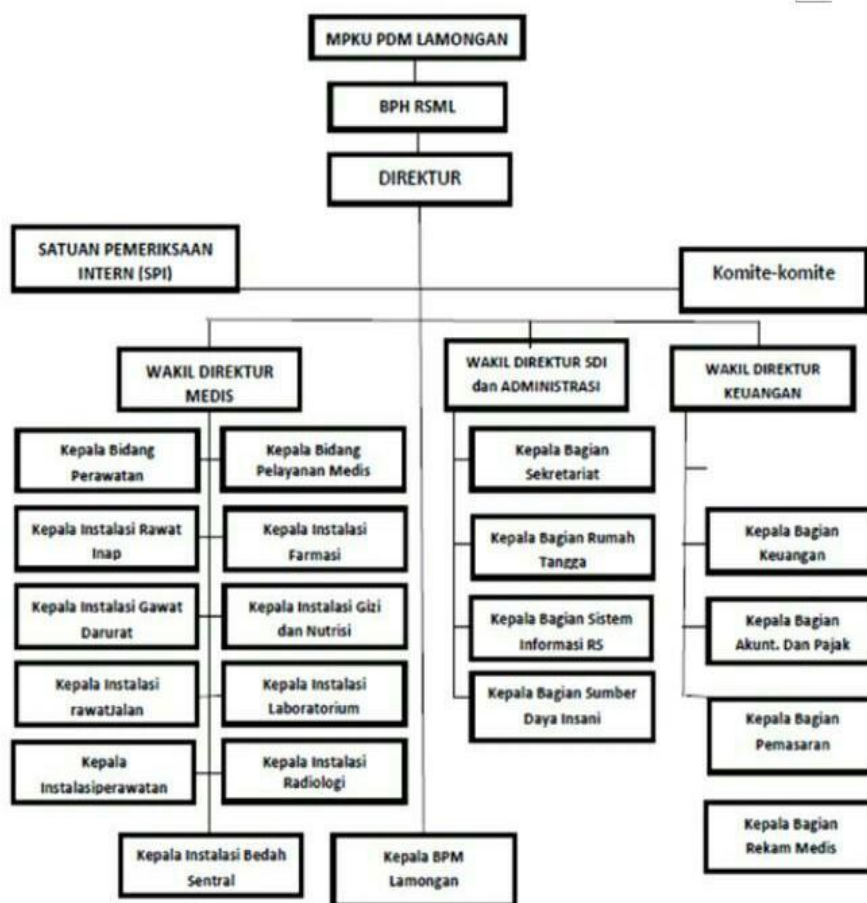 MPKU PDM LAMONGAN
BPH RSML
DIREKTUR
SATUAN PEMERIKSAAN
INTERN (SPI)
Komite-komite
WAKIL DIREKTUR
MEDIS
WAKIL DIREKTUR SDI
dan ADMINISTRASI
WAKIL DIREKTUR
KEUANGAN
Kepala Bidang
Perawatan
Kepala Bidang
Pelayanan Medis
Kepala Instalasi Rawat
Inap
Kepala Instalasi
Farmasi
Kepala Instalasi Gawat
Darurat
Kepala Instalasi Gizi
dan Nutrisi
Kepala Instalasi
rawatJalan
Kepala Instalasi
Laboratorium
Kepala
Instalasiperawatan
Kepala Instalasi
Radiologi
Kepala Instalasi Bedah
Sentral
Kepala BPM
Lamongan
Kepala Bagian
Sekretariat
Kepala Bagian Rumah
Tangga
Kepala Bagian Sistem
Informasi RS
Kepala Bagian Sumber
Daya Insani
Kepala Bagian
Keuangan
Kepala Bagian
Akunt. Dan Pajak
Kepala Bagian
Pemasaran
Kepala Bagian
Rekam Medis